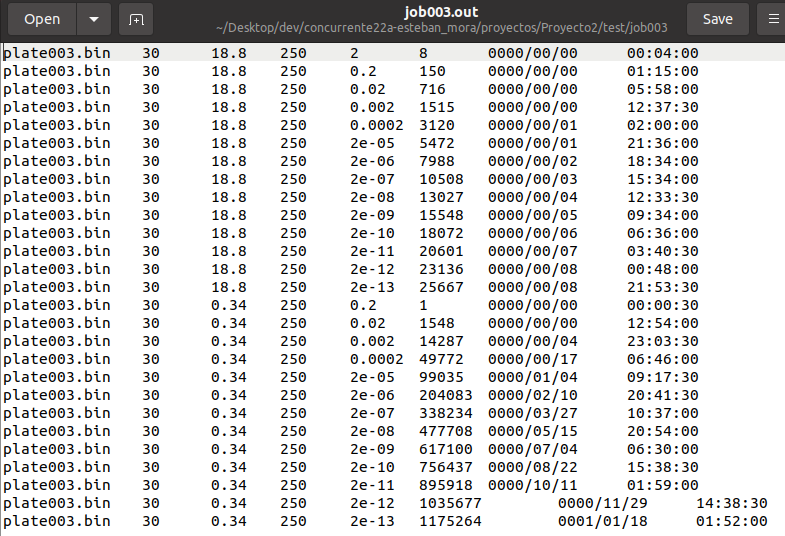 Open
job003.out
~/Desktop/dev/concurrente22a-esteban_mora/proyectos/Proyecto2/test/job003
Save
plate003.bin 30 18.8 250 2 8 0000/00/00 00:04:00
plate003.bin 30 18.8 250 0.2 150 0000/00/00 01:15:00
plate003.bin 30 18.8 250 0.02 716 0000/00/00 05:58:00
plate003.bin 30 18.8 250 0.002 1515 0000/00/00 12:37:30
plate003.bin 30 18.8 250 0.0002 3120 0000/00/01 02:00:00
plate003.bin 30 18.8 250 2e-05 5472 0000/00/01 21:36:00
plate003.bin 30 18.8 250 2e-06 7988 0000/00/02 18:34:00
plate003.bin 30 18.8 250 2e-07 10508 0000/00/03 15:34:00
plate003.bin 30 18.8 250 2e-08 13027 0000/00/04 12:33:30
plate003.bin 30 18.8 250 2e-09 15548 0000/00/05 09:34:00
plate003.bin 30 18.8 250 2e-10 18072 0000/00/06 06:36:00
plate003.bin 30 18.8 250 2e-11 20601 0000/00/07 03:40:30
plate003.bin 30 18.8 250 2e-12 23136 0000/00/08 00:48:00
plate003.bin 30 18.8 250 2e-13 25667 0000/00/08 21:53:30
plate003.bin 30 0.34 250 0.2 1 0000/00/00 00:00:30
plate003.bin 30 0.34 250 0.02 1548 0000/00/00 12:54:00
plate003.bin 30 0.34 250 0.002 14287 0000/00/04 23:03:30
plate003.bin 30 0.34 250 0.0002 49772 0000/00/17 06:46:00
plate003.bin 30 0.34 250 2e-05 99035 0000/01/04 09:17:30
plate003.bin 30 0.34 250 2e-06 204083 0000/02/10 20:41:30
plate003.bin 30 0.34 250 2e-07 338234 0000/03/27 10:37:00
plate003.bin 30 0.34 250 2e-08 477708 0000/05/15 20:54:00
plate003.bin 30 0.34 250 2e-09 617100 0000/07/04 06:30:00
plate003.bin 30 0.34 250 2e-10 756437 0000/08/22 15:38:30
plate003.bin 30 0.34 250 2e-11 895918 0000/10/11 01:59:00
plate003.bin 30 0.34 250 2e-12 1035677 0000/11/29 14:38:30
plate003.bin 30 0.34 250 2e-13 1175264 0001/01/18 01:52:00